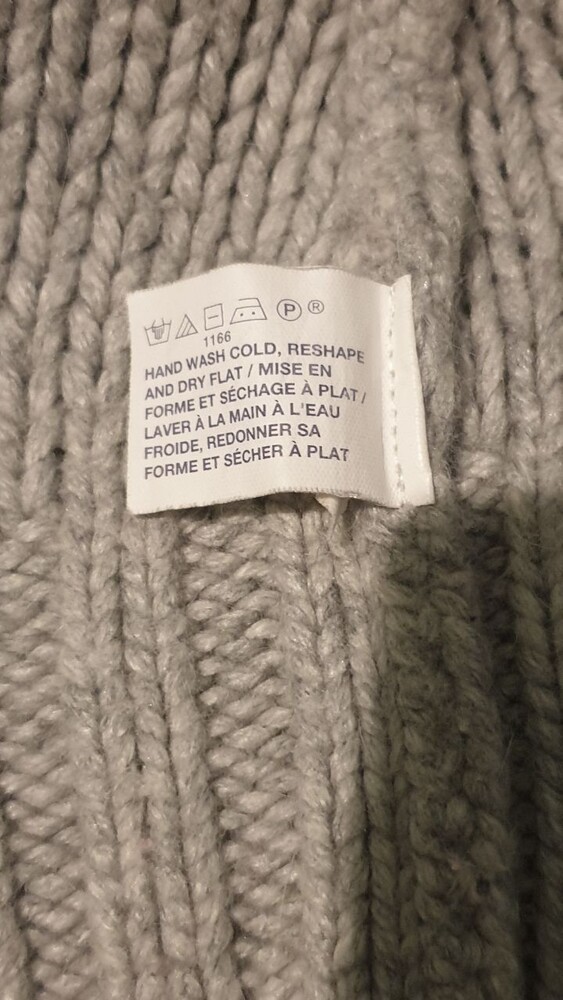 P ®
1166
HAND WASH COLD, RESHAPE
AND DRY FLAT / MISE EN
FORME ET SÉCHAGE À PLAT /
LAVER À LA MAIN À L'EAU
FROIDE, REDONNER SA
FORME ET SÉCHER À PLAT